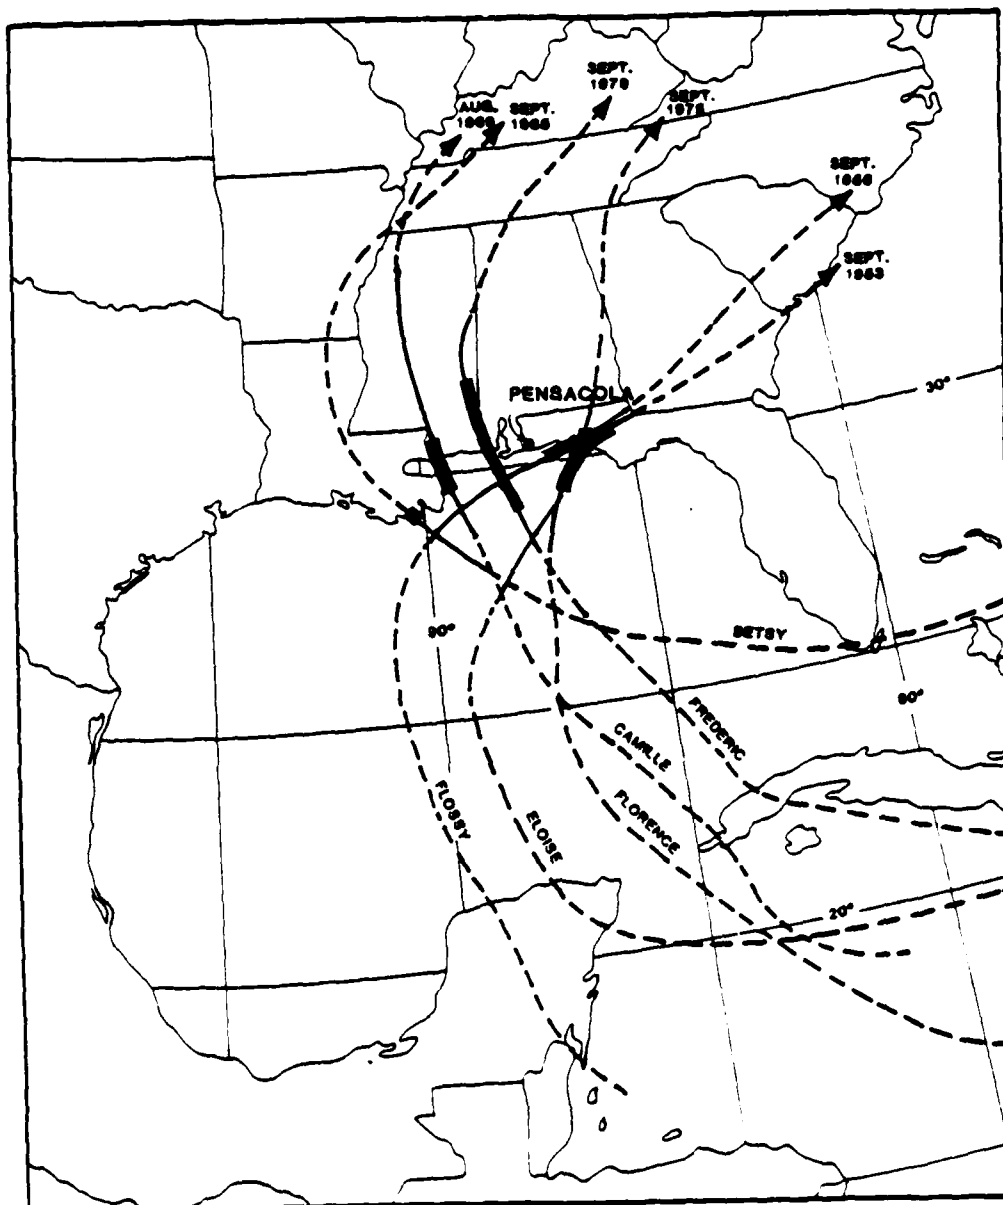 SEPT.
1979
AUG.
1969
SEPT.
1965
SEPT.
1975
SEPT.
1956
SEPT.
1953
PENSACOLA
30°
90°
BETSY
80°
FREDERIC
CAMILLE
FLORENCE
FLOSSY
ELOISE
20°